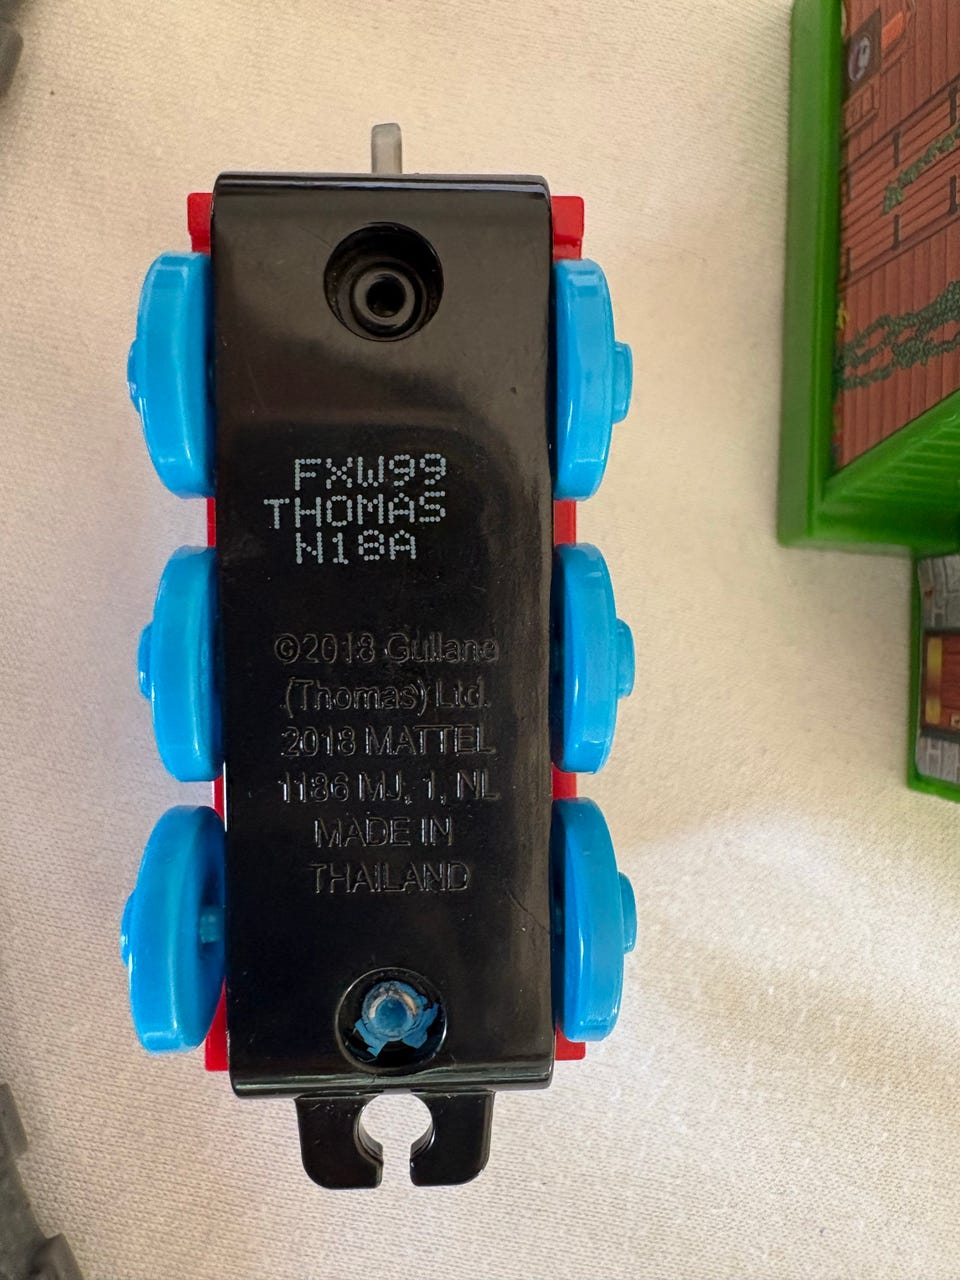 FXW99
THOMAS
N18A
©2018 Gullane
(Thomas) Ltd.
2018 MATTEL
1186 MJ, 1, NL
MADE IN
THAILAND